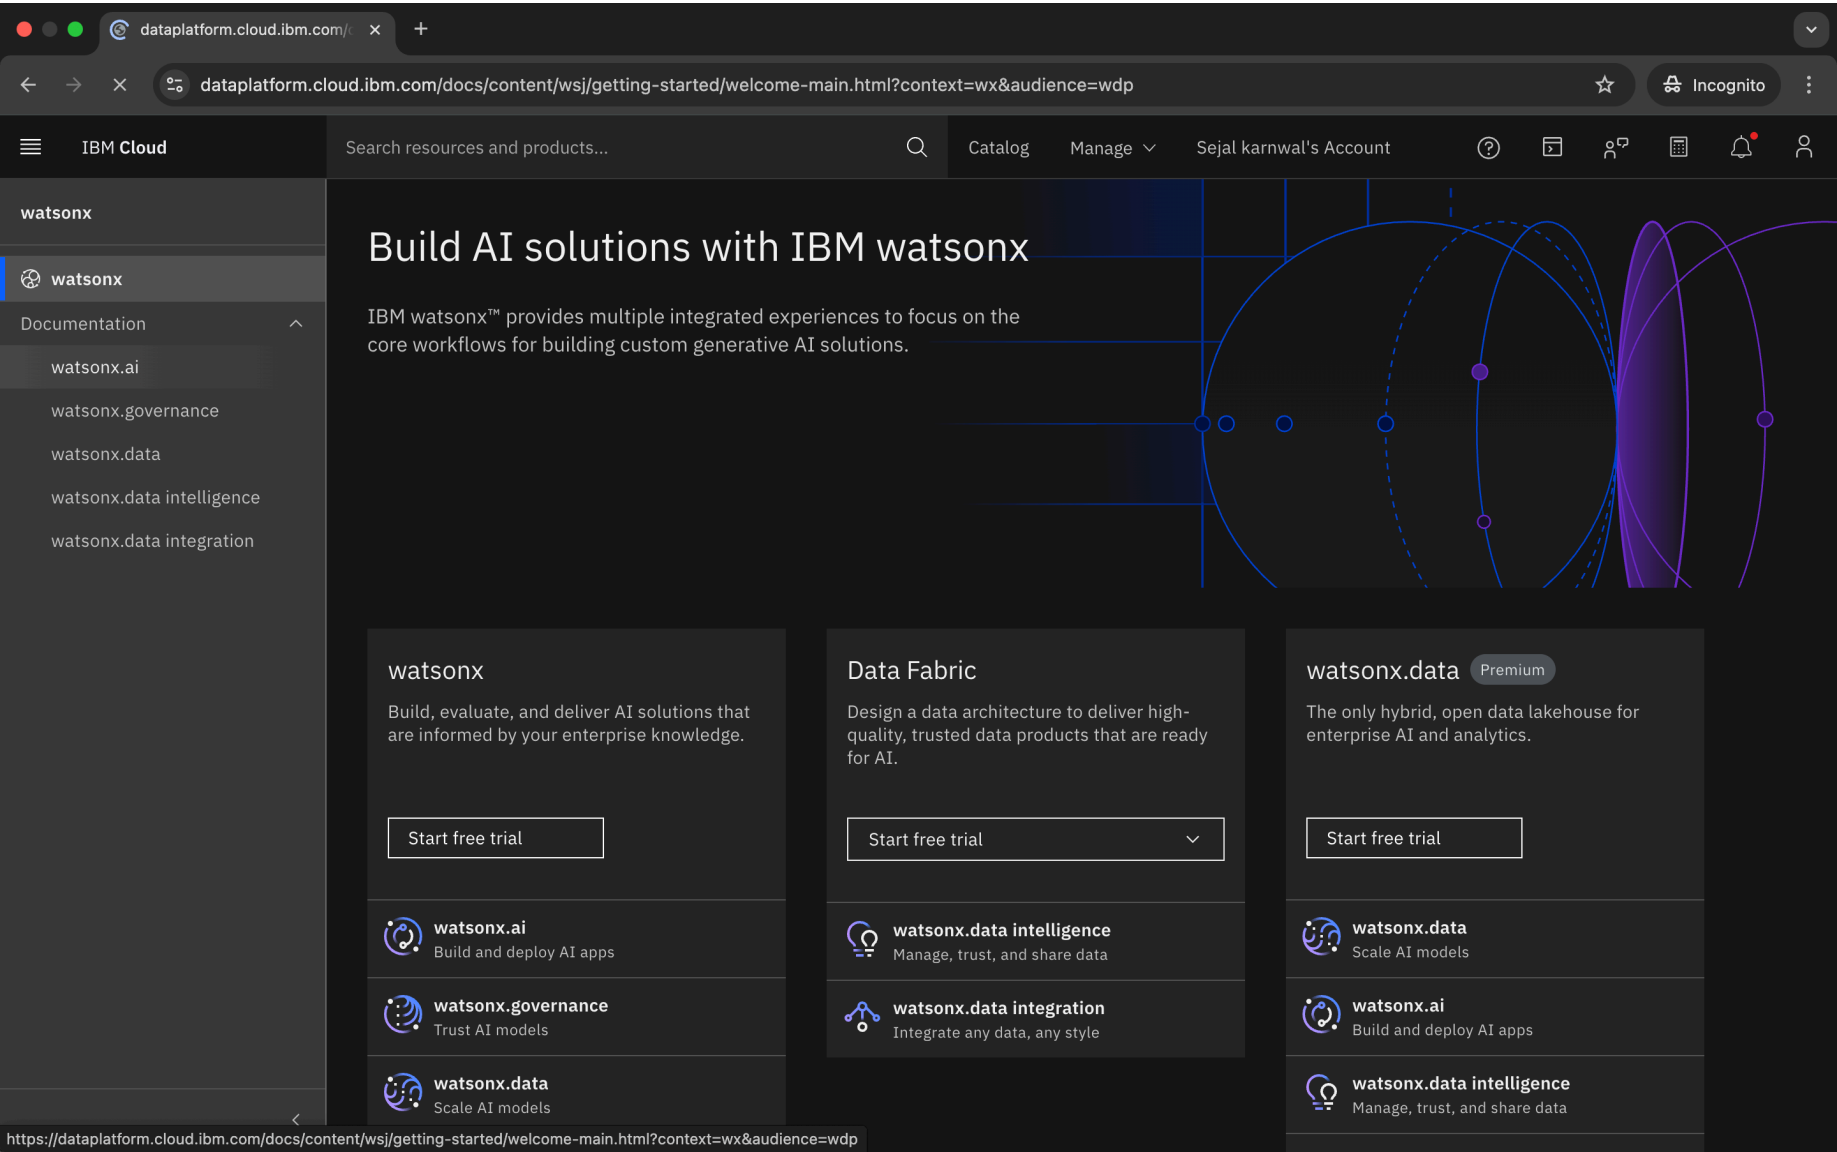 dataplatform.cloud.ibm.com/
dataplatform.cloud.ibm.com/docs/content/wsj/getting-started/welcome-main.html?context=wx&audience=wdp
Incognito
IBM Cloud
Search resources and products...
Catalog
Manage
Sejal karnwal's Account
watsonx
watsonx
Documentation
watsonx.ai
watsonx.governance
watsonx.data
watsonx.data intelligence
watsonx.data integration
Build AI solutions with IBM watsonx
IBM watsonx™ provides multiple integrated experiences to focus on the
core workflows for building custom generative AI solutions.
watsonx
Build, evaluate, and deliver AI solutions that
are informed by your enterprise knowledge.
Start free trial
watsonx.ai
Build and deploy AI apps
watsonx.governance
Trust AI models
watsonx.data
Scale AI models
Data Fabric
Design a data architecture to deliver high-
quality, trusted data products that are ready
for AI.
Start free trial
watsonx.data intelligence
Manage, trust, and share data
watsonx.data integration
Integrate any data, any style
watsonx.data Premium
The only hybrid, open data lakehouse for
enterprise AI and analytics.
Start free trial
watsonx.data
Scale AI models
watsonx.ai
Build and deploy AI apps
watsonx.data intelligence
Manage, trust, and share data
https://dataplatform.cloud.ibm.com/docs/content/wsj/getting-started/welcome-main.html?context=wx&audience=wdp